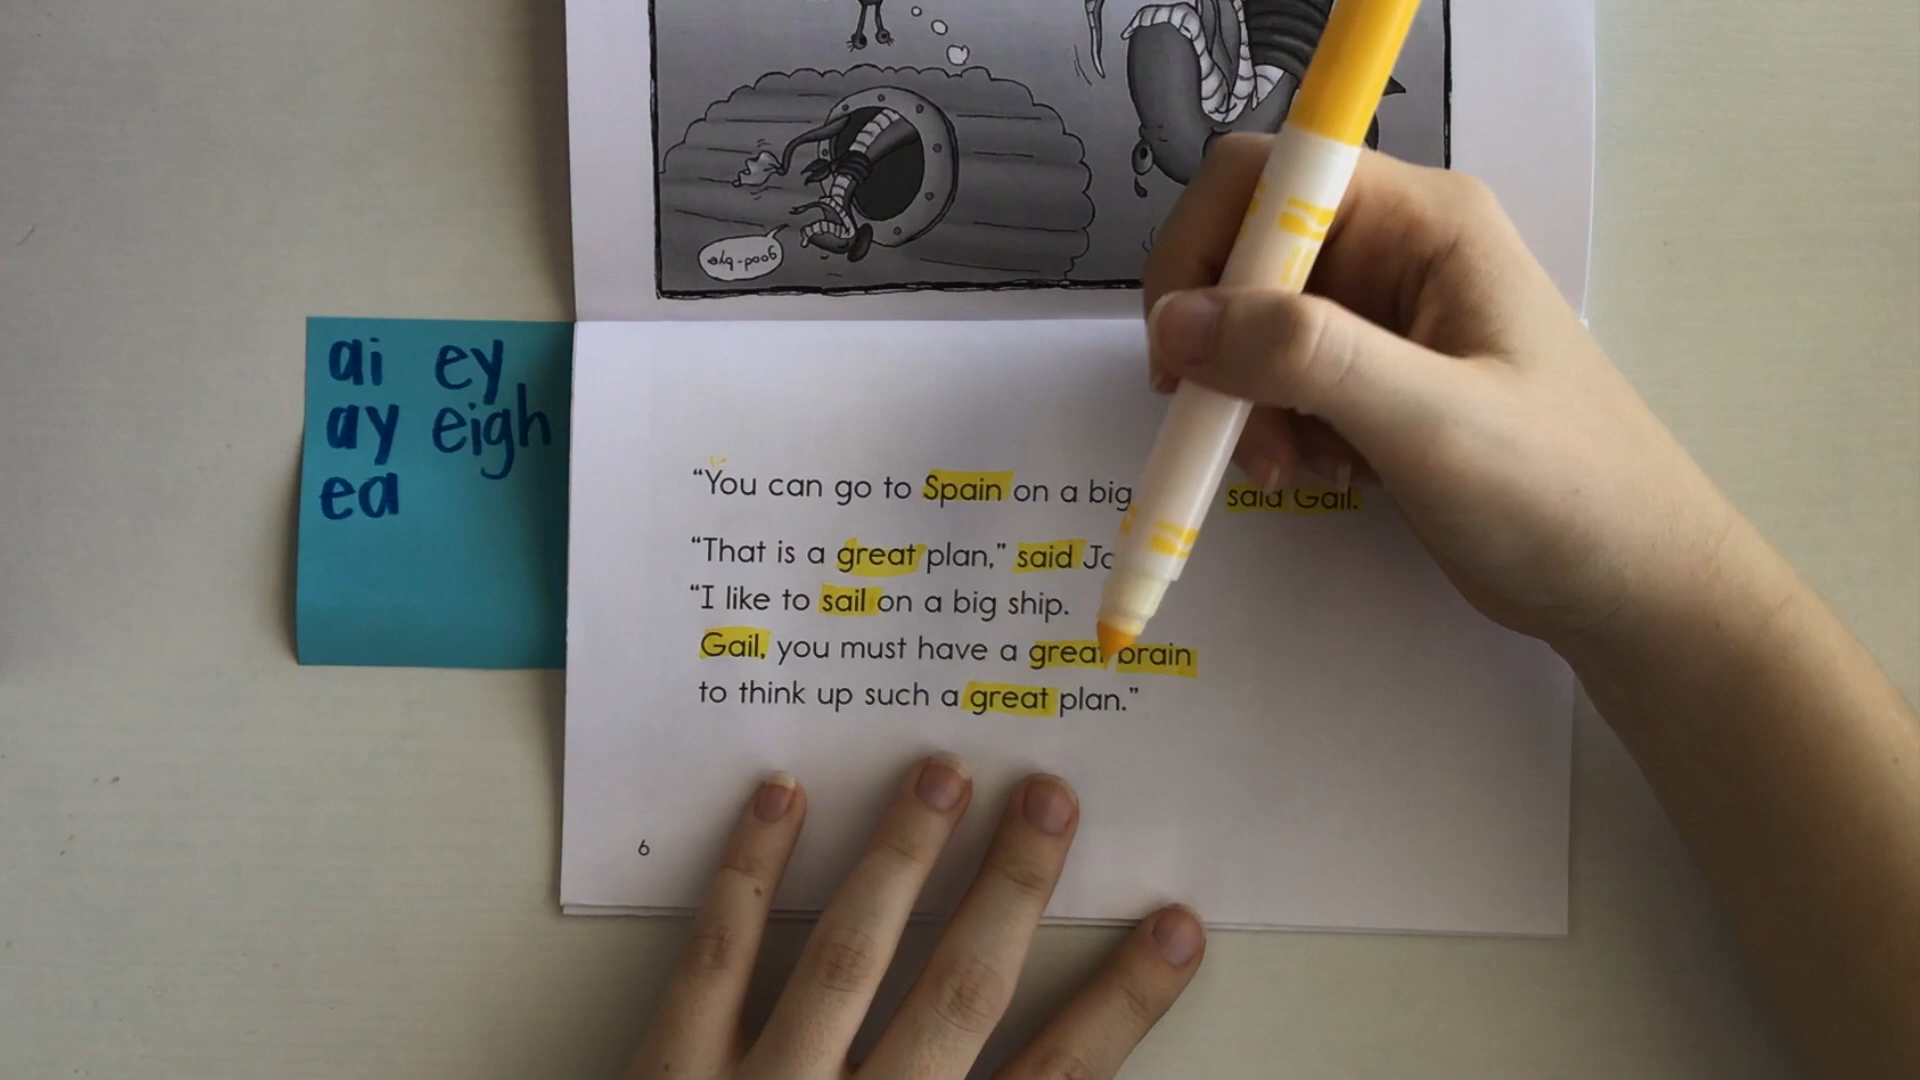 good-bye
ai ey
ay eigh
ea
“You can go to Spain on a big said Gail.
“That is a great plan,” said
“I like to sail on a big ship.
Gail, you must have a great brain
to think up such a great plan.”
6